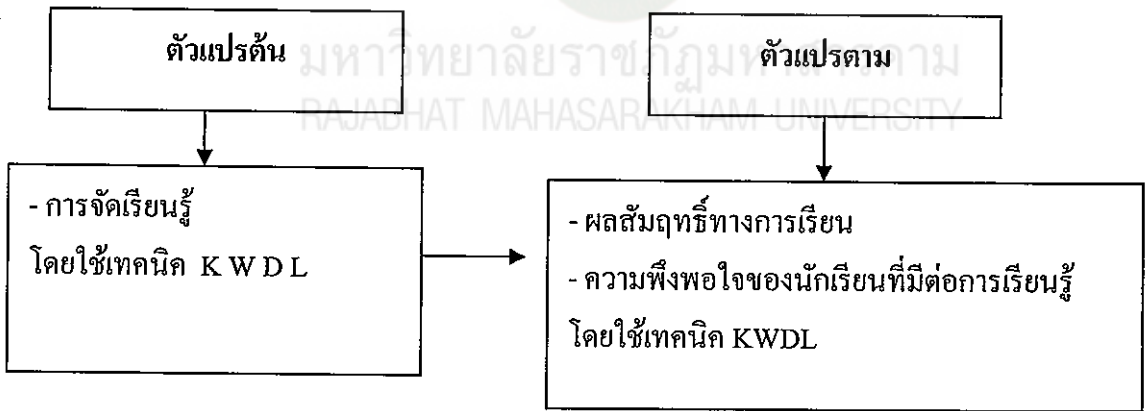 ตัวแปรต้น
ตัวแปรตาม
มหาวิทยาลัยราชภัฏมหาสารคาม
RAJABHAT MAHASARAKHAM UNIVERSITY
- การจัดเรียนรู้
โดยใช้เทคนิค K W D L
- ผลสัมฤทธิ์ทางการเรียน
- ความพึงพอใจของนักเรียนที่มีต่อการเรียนรู้
โดยใช้เทคนิค KWDL